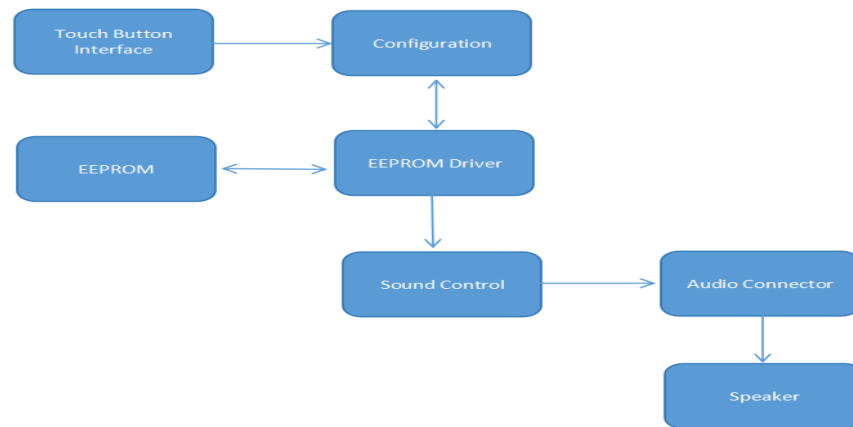 Touch Button
Interface
Configuration
EEPROM
EEPROM Driver
Sound Control
Audio Connector
Speaker